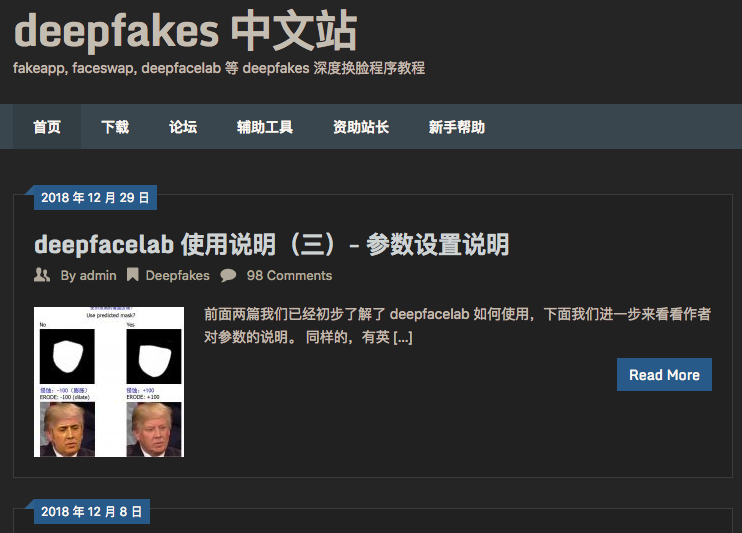 deepfakes 中文站
fakeapp, faceswap, deepfacelab 等 deepfakes 深度换脸程序教程
首页 下载 论坛 辅助工具 资助站长 新手帮助
2018 年 12 月 29 日
deepfacelab 使用说明（三）- 参数设置说明
By admin Deepfakes 98 Comments
Use predicted mask?
No Yes
侵蚀：-100（膨胀） 侵蚀：+100
ERODE: -100 (dilate) ERODE: +100
前面两篇我们已经初步了解了 deepfacelab 如何使用，下面我们进一步来看看作者
对参数的说明。 同样的，有英 [...]
Read More
2018 年 12 月 8 日